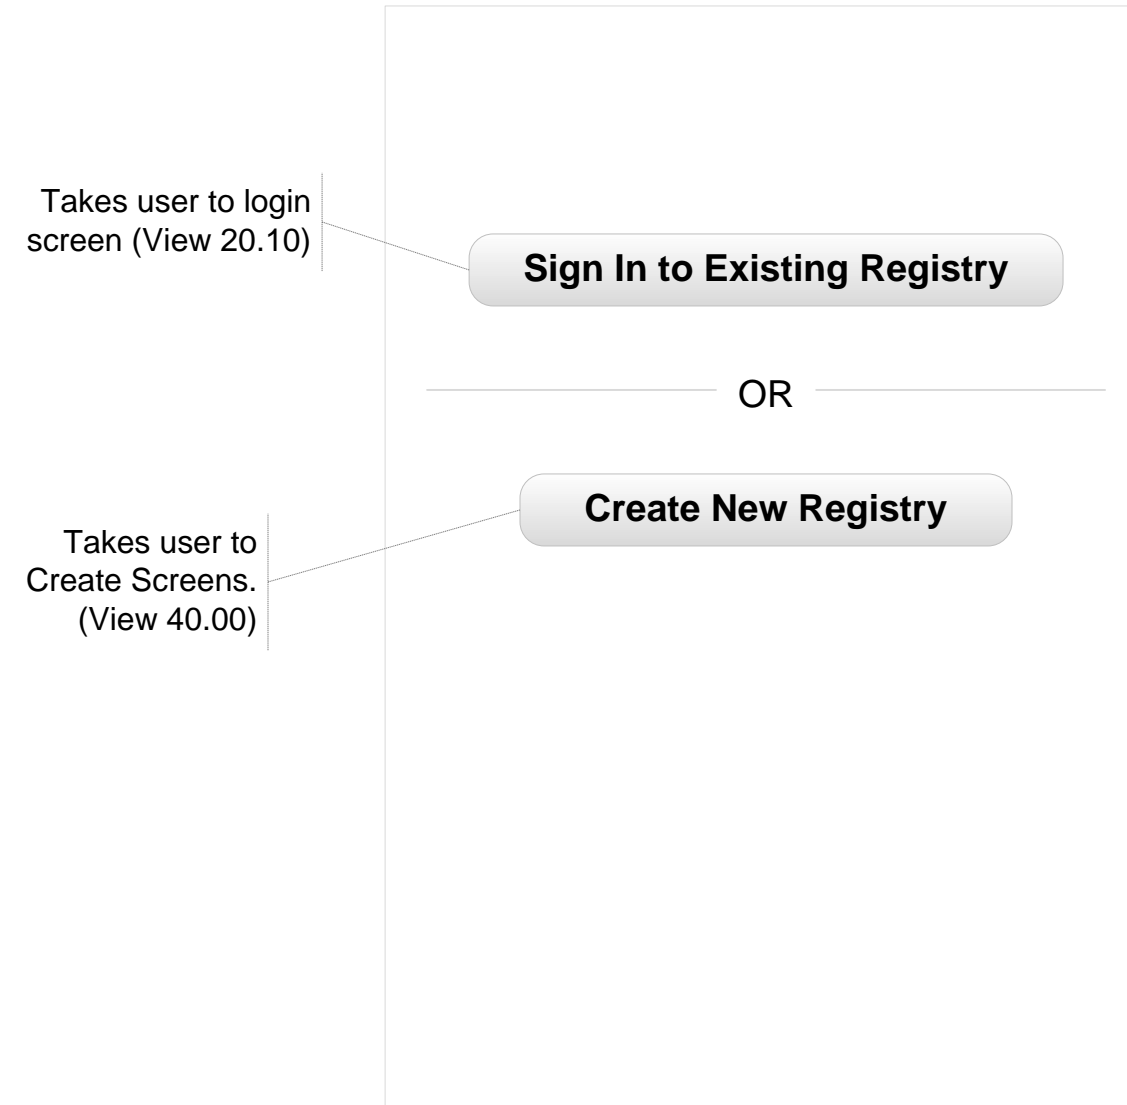 Takes user to login
screen (View 20.10)
Sign In to Existing Registry
OR
Create New Registry
Takes user to
Create Screens.
(View 40.00)